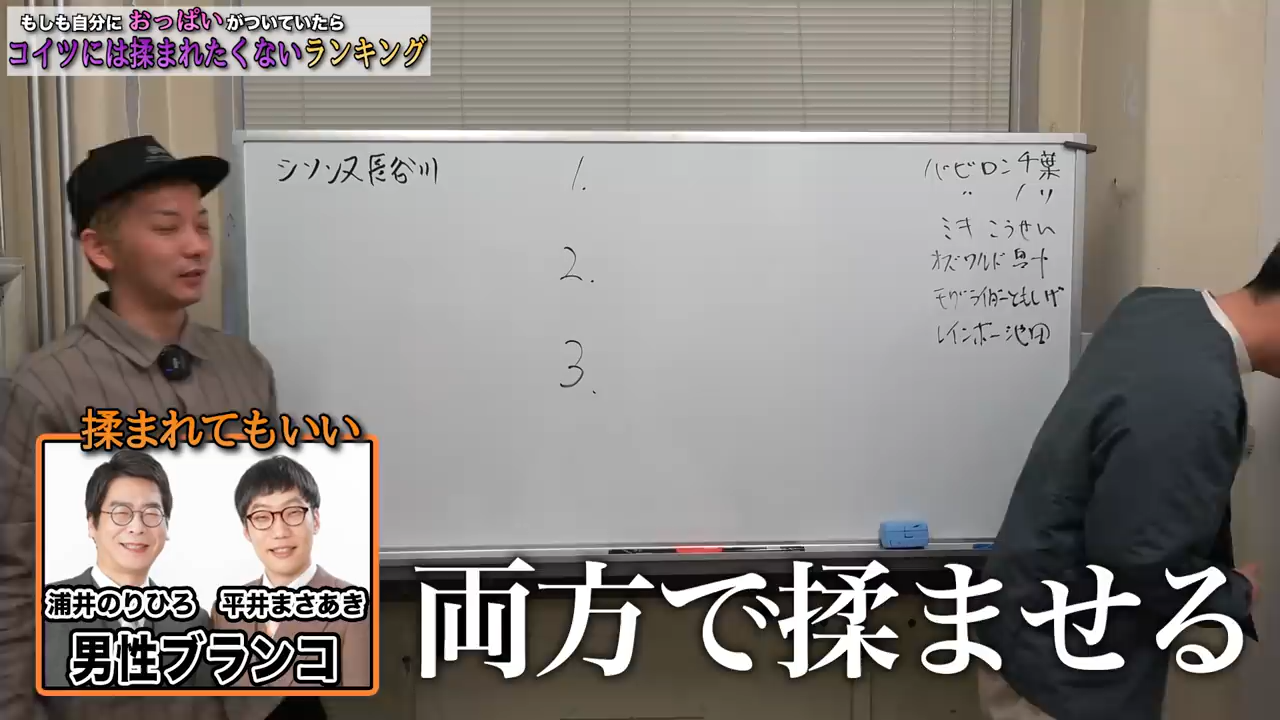 もしも自分におっぱいがついていたら
コイツには揉まれたくないランキング
シソンヌ長谷川
1.
2.
3.
バビロン千葉
〃 ノリ
ミキ こうせい
オズワルド
モグライダーともしげ
レインボー池田
揉まれてもいい
浦井のりひろ 平井まさあき
男性ブランコ
両方で揉ませる